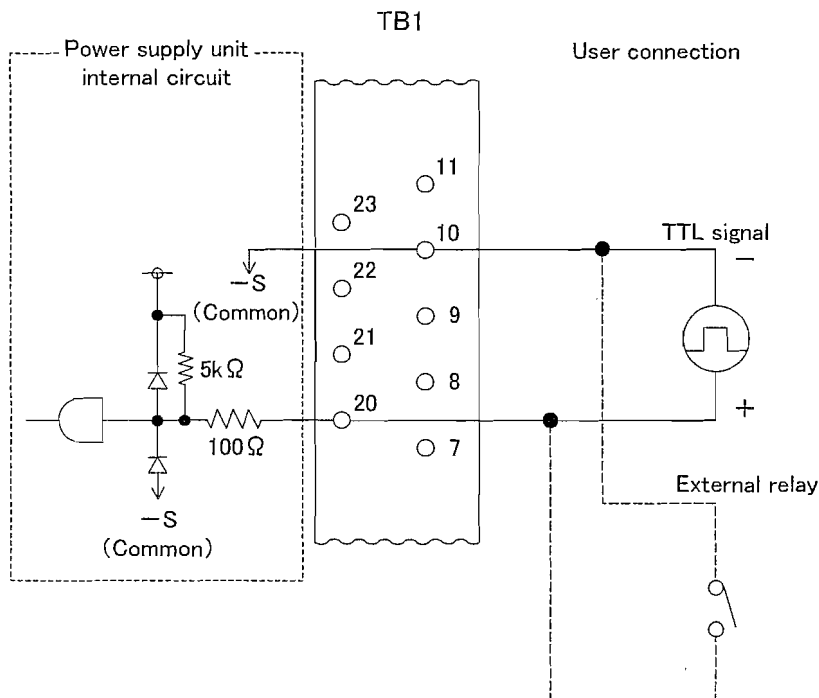 TB1
Power supply unit
internal circuit
User connection
11
23
10
TTL signal
−
−S
(Common)
22
9
21
5kΩ
8
20
+
100Ω
7
−S
(Common)
External relay